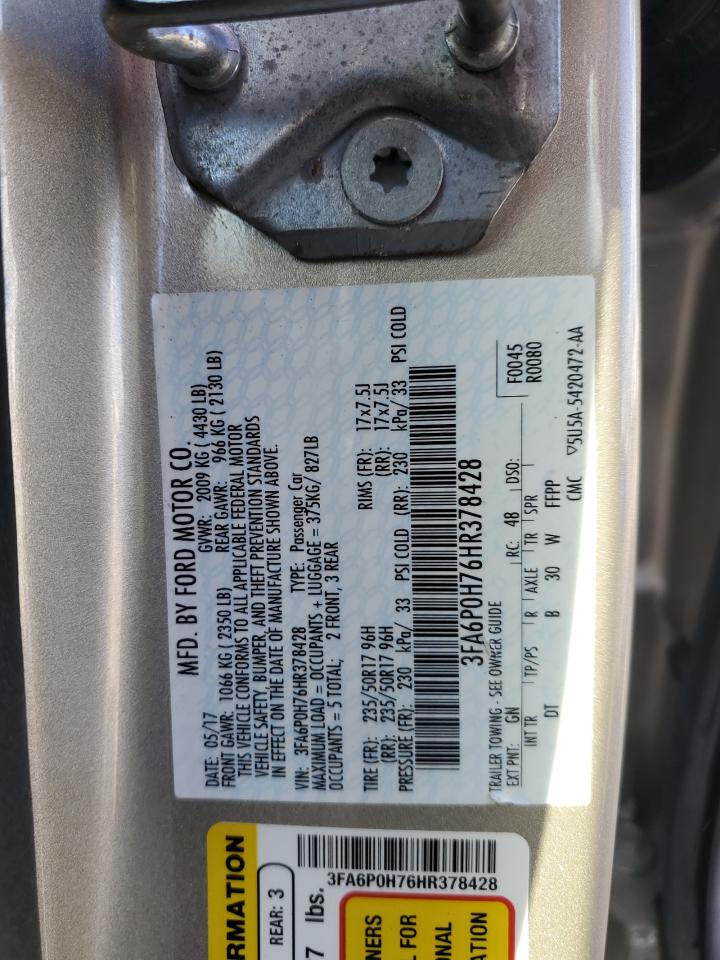 MFD. BY FORD MOTOR CO.
DATE: 05/17 GVWR: 2009 KG ( 4430 LB)
FRONT GAWR: 1066 KG ( 2350 LB) REAR GAWR: 966 KG ( 2130 LB)
THIS VEHICLE CONFORMS TO ALL APPLICABLE FEDERAL MOTOR
VEHICLE SAFETY, BUMPER, AND THEFT PREVENTION STANDARDS
IN EFFECT ON THE DATE OF MANUFACTURE SHOWN ABOVE.
VIN: 3FA6P0H76HR378428 TYPE: Passenger Car
MAXIMUM LOAD = OCCUPANTS + LUGGAGE = 375KG/ 827LB
OCCUPANTS = 5 TOTAL: 2 FRONT, 3 REAR
TIRE (FR): 235/50R17 96H RIMS (FR): 17x7.5J
(RR): 235/50R17 96H (RR): 17x7.5J
PRESSURE (FR): 230 kPa/ 33 PSI COLD (RR): 230 kPa/ 33 PSI COLD
3FA6P0H76HR378428
TRAILER TOWING - SEE OWNER GUIDE
F0045
EXT PNT: GN RC: 48 DSO: R0080
INT TR TP/PS R AXLE TR SPR
DT B 30 W FFPP
CMC ▽5U5A-5420472-AA
RMATION
3FA6P0H76HR378428
REAR: 3
7 lbs.
NERS
L FOR
ONAL
ATION